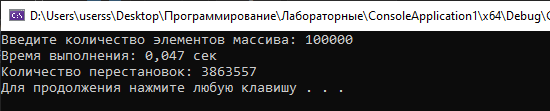 D:\Users\userss\Desktop\Программирование\Лабораторные\ConsoleApplication1\x64\Debug\
Введите количество элементов массива: 100000
Время выполнения: 0,047 сек
Количество перестановок: 3863557
Для продолжения нажмите любую клавишу . . .